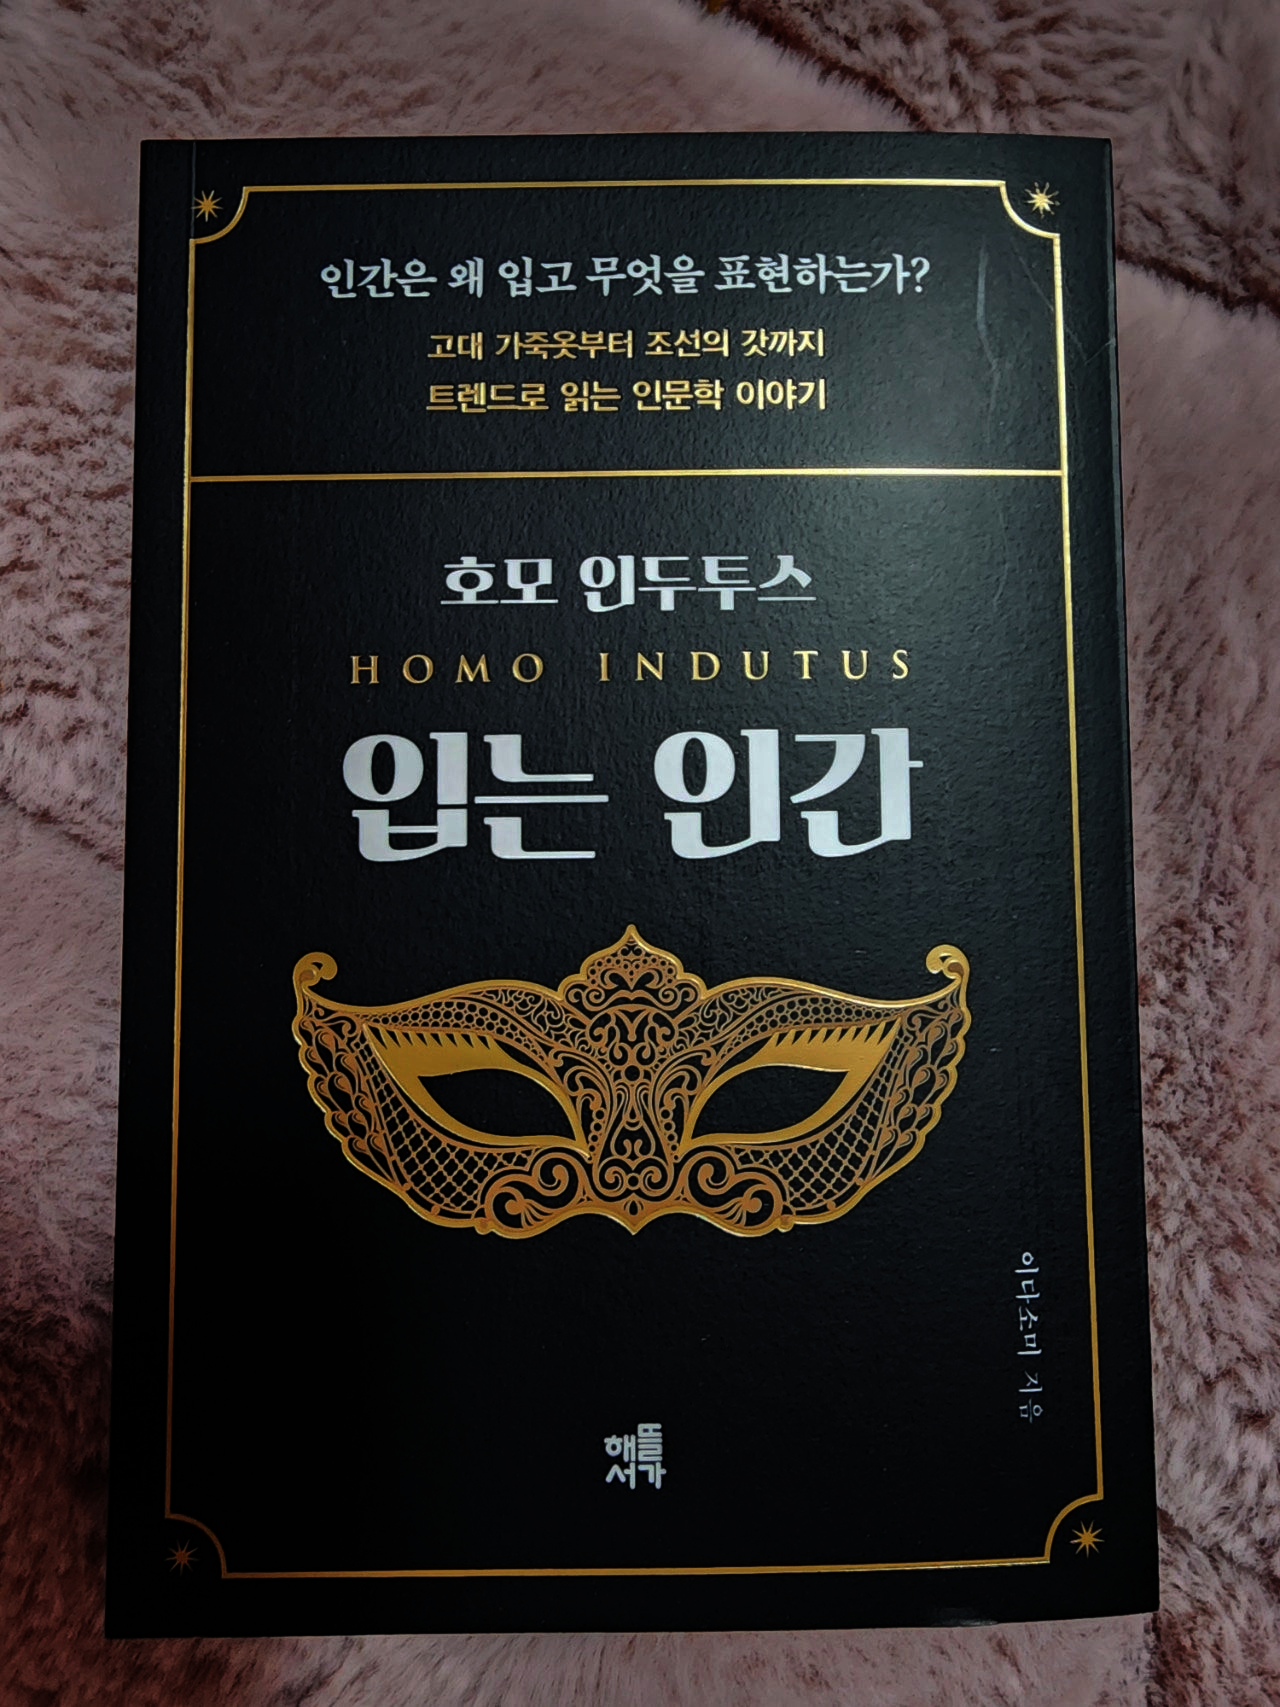 인간은 왜 입고 무엇을 표현하는가?
고대 가죽옷부터 조선의 갓까지
트렌드로 읽는 인문학 이야기
호모 인두투스
HOMO INDUTUS
입는 인간
이다소미 지음
해뜰
서가